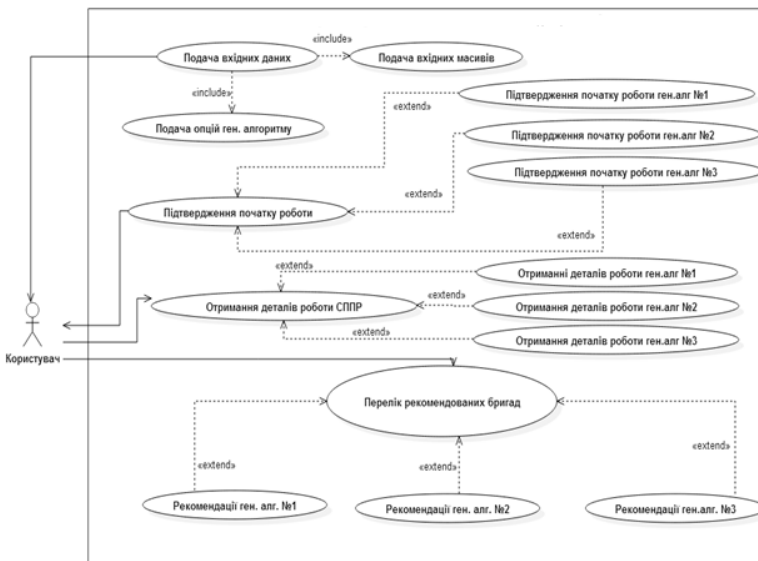 «include»
Подача вхідних даних
Подача вхідних масивів
«include»
Підтвердження початку роботи ген.алг №1
«extend»
Подача опцій ген. алгоритму
Підтвердження початку роботи ген.алг №2
Підтвердження початку роботи ген.алг №3
«extend»
Підтвердження початку роботи
«extend»
«extend»
Отриманні деталів роботи ген.алг №1
«extend»
Отримання деталів роботи СППР
Отримання деталів роботи ген.алг №2
«extend»
Отримання деталів роботи ген.алг №3
Користувач
Перелік рекомендованих бригад
«extend»
«extend»
«extend»
Рекомендації ген. алг. №1
Рекомендації ген. алг. №2
Рекомендації ген.алг. №3